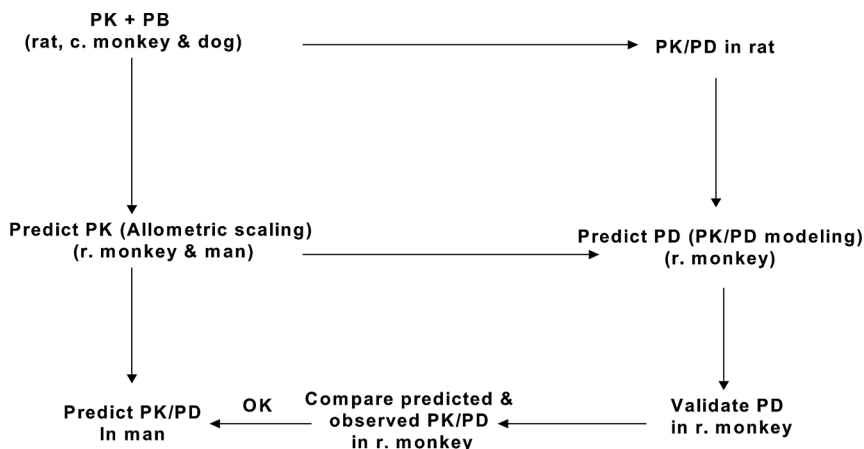 PK + PB
(rat, c. monkey & dog)
PK/PD in rat
Predict PK (Allometric scaling)
(r. monkey & man)
Predict PD (PK/PD modeling)
(r. monkey)
Predict PK/PD
In man
OK
Compare predicted &
observed PK/PD
in r. monkey
Validate PD
in r. monkey